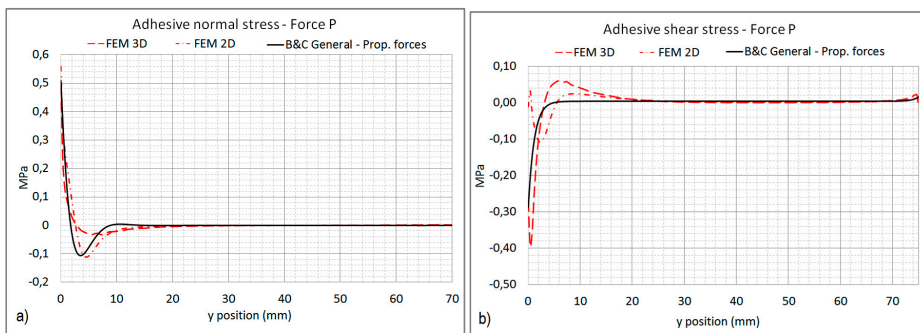 Adhesive normal stress - Force P
FEM 3D FEM 2D B&C General - Prop. forces
0,6
0,5
0,4
0,3
0,2
0,1
0
-0,1
-0,2
MPa
0 10 20 30 40 50 60 70
y position (mm)
a)
Adhesive shear stress - Force P
FEM 3D FEM 2D B&C General - Prop. forces
0,10
0,00
-0,10
-0,20
-0,30
-0,40
-0,50
MPa
0 10 20 30 40 50 60 70
y position (mm)
b)